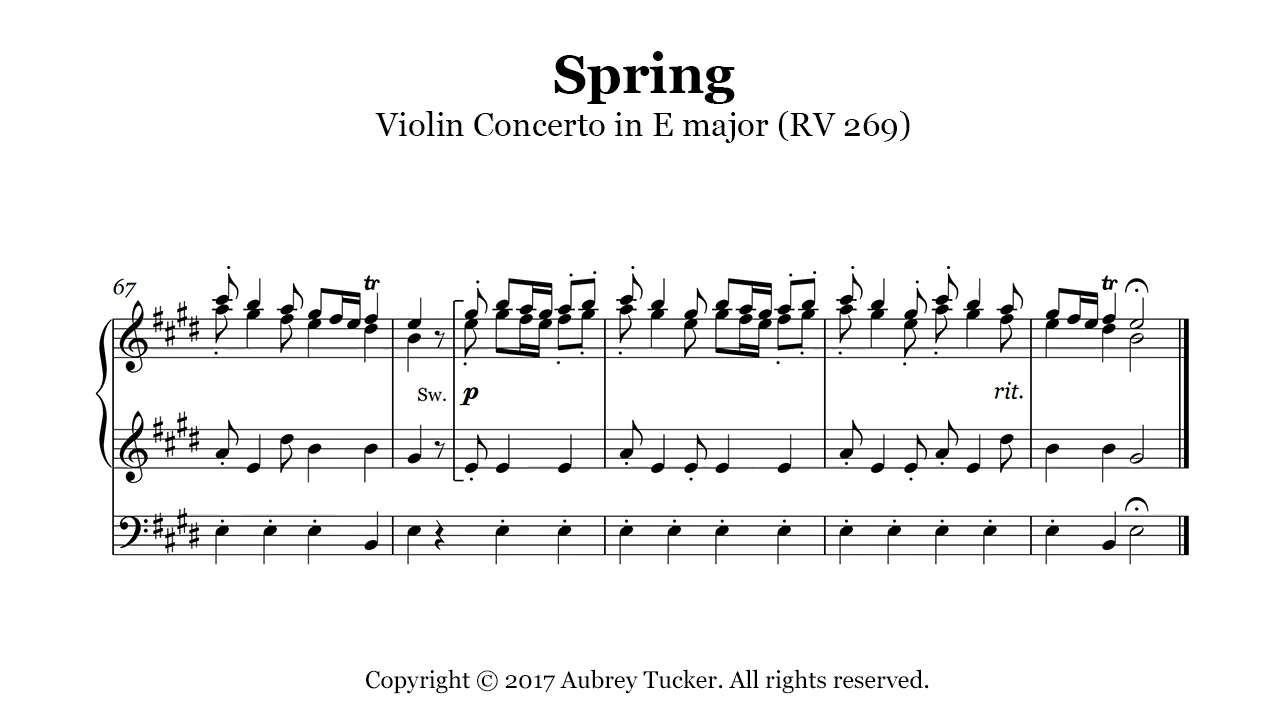 Spring
Violin Concerto in E major (RV 269)
67
tr
tr
Sw.
p
rit.
Copyright © 2017 Aubrey Tucker. All rights reserved.